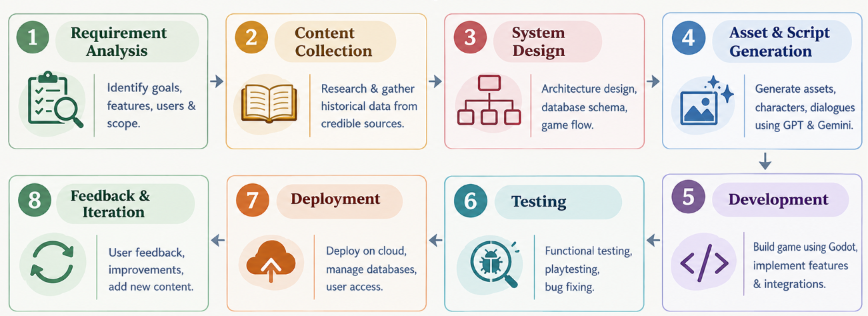 1
Requirement
Analysis
Identify goals,
features, users &
scope.
2
Content
Collection
Research & gather
historical data from
credible sources.
3
System
Design
Architecture design,
database schema,
game flow.
4
Asset & Script
Generation
Generate assets,
characters, dialogues
using GPT & Gemini.
5
Development
Build game using Godot,
implement features
& integrations.
6
Testing
Functional testing,
playtesting,
bug fixing.
7
Deployment
Deploy on cloud,
manage databases,
user access.
8
Feedback &
Iteration
User feedback,
improvements,
add new content.